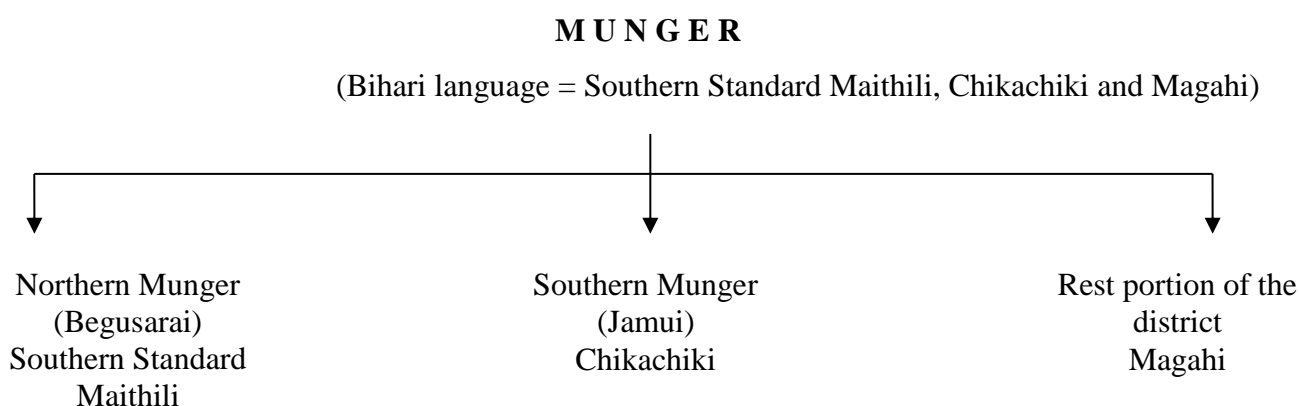 M U N G E R
(Bihari language = Southern Standard Maithili, Chikachiki and Magahi)
Northern Munger
(Begusarai)
Southern Standard
Maithili
Southern Munger
(Jamui)
Chikachiki
Rest portion of the
district
Magahi